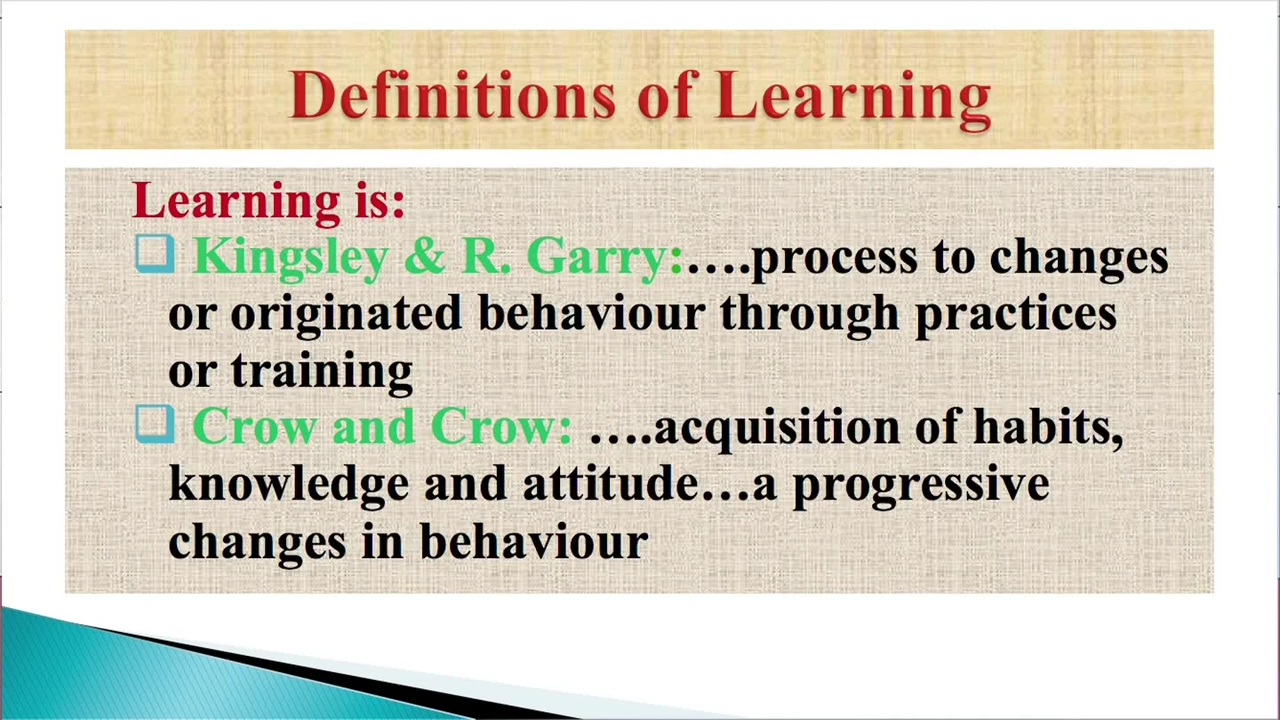 Definitions of Learning
Learning is:
❑ Kingsley & R. Garry:….process to changes
or originated behaviour through practices
or training
❑ Crow and Crow: ….acquisition of habits,
knowledge and attitude…a progressive
changes in behaviour